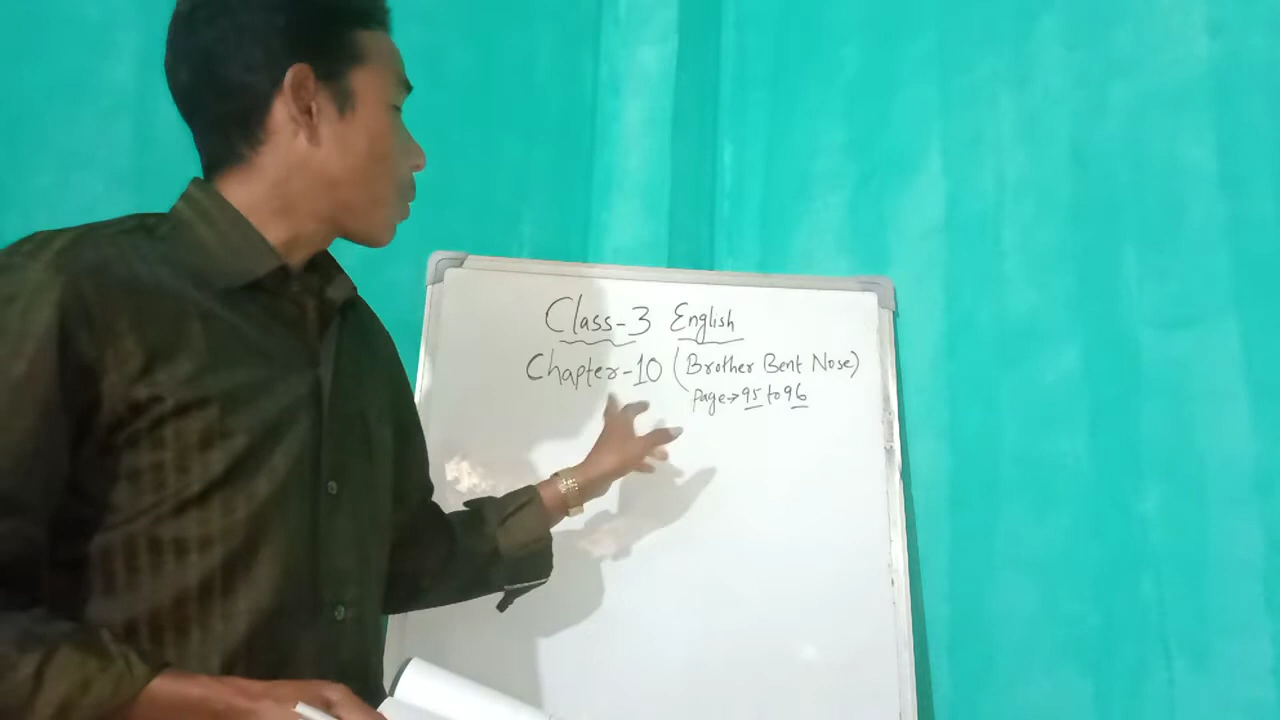 Class-3 English
Chapter-10 (Brother Bent Nose)
Page→95 to 96